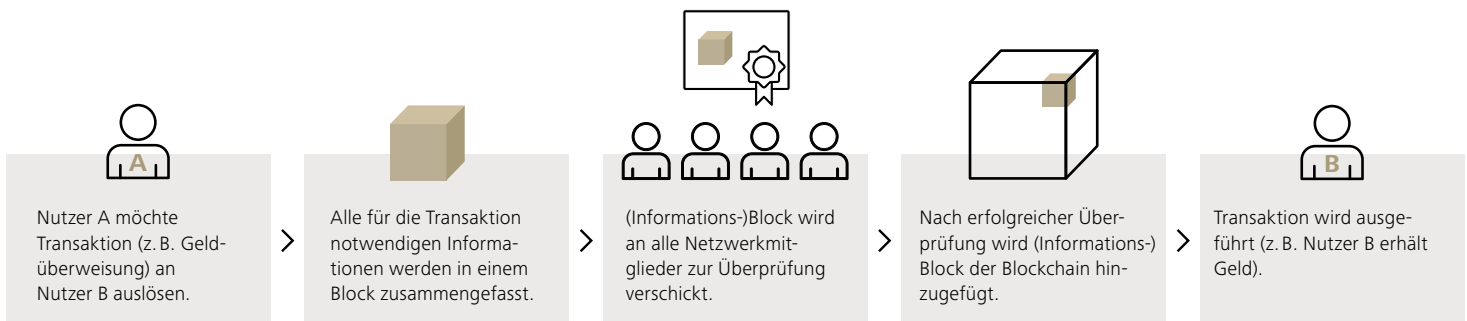 A
Nutzer A möchte
Transaktion (z. B. Geld-
überweisung) an
Nutzer B auslösen.
Alle für die Transaktion
notwendigen Informa-
tionen werden in einem
Block zusammengefasst.
(Informations-)Block wird
an alle Netzwerkmit-
glieder zur Überprüfung
verschickt.
Nach erfolgreicher Über-
prüfung wird (Informations-)
Block der Blockchain hin-
zugefügt.
B
Transaktion wird ausge-
führt (z. B. Nutzer B erhält
Geld).